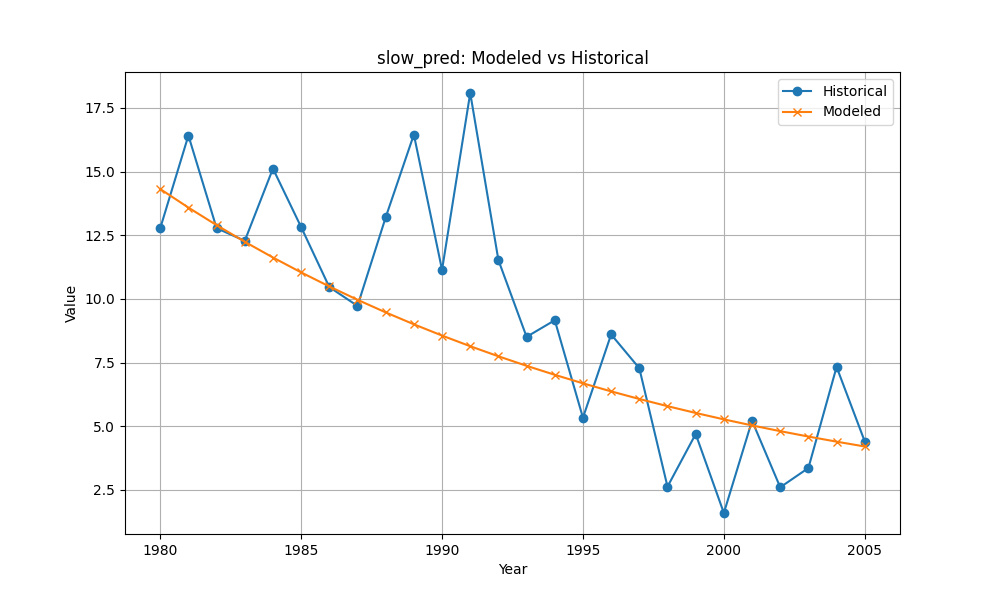 slow_pred: Modeled vs Historical
Historical
Modeled
Value
17.5
15.0
12.5
10.0
7.5
5.0
2.5
1980
1985
1990
1995
2000
2005
Year